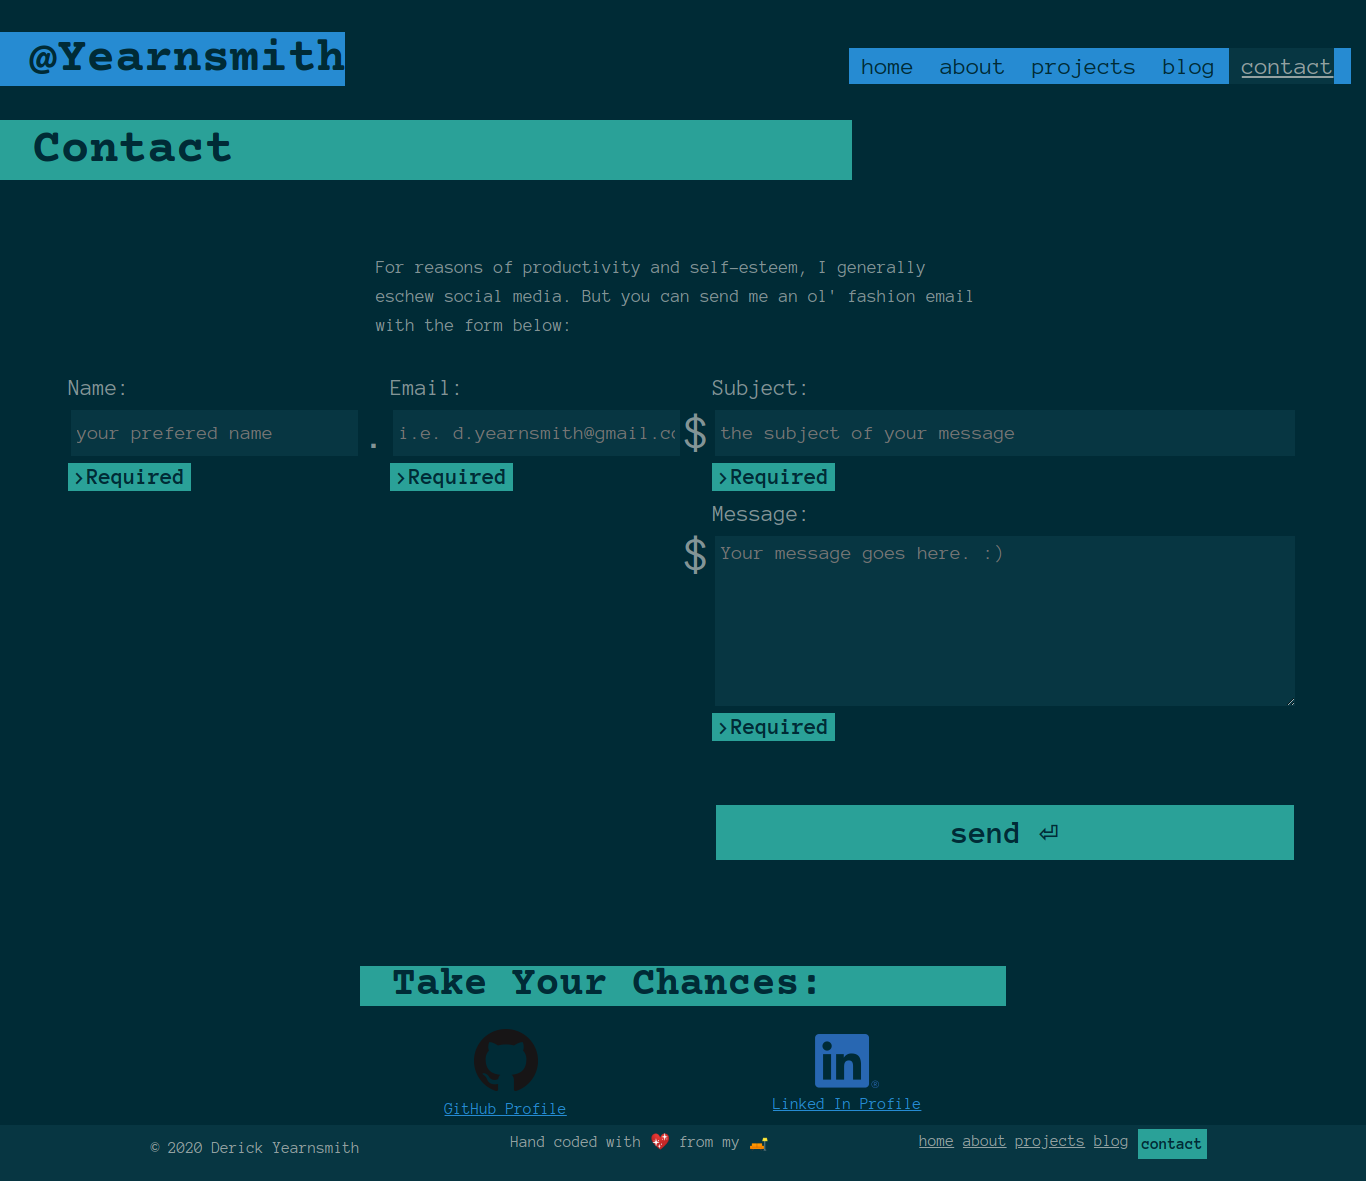 @Yearnsmith
home about projects blog contact
Contact
For reasons of productivity and self-esteem, I generally
eschew social media. But you can send me an ol' fashion email
with the form below:
Name: Email: Subject:
your prefered name . i.e. d.yearnsmith@gmail.co $ the subject of your message
>Required >Required >Required
Message:
$ Your message goes here. :)
>Required
send ⏎
Take Your Chances:
in ®
GitHub Profile Linked In Profile
© 2020 Derick Yearnsmith Hand coded with 💖 from my 🛋️ home about projects blog contact